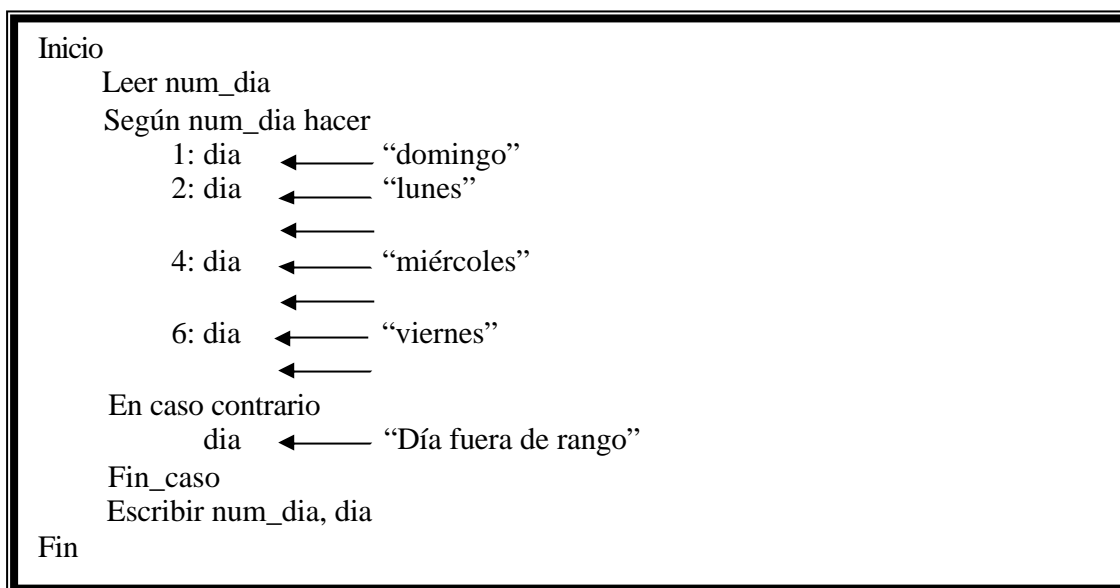 Inicio
Leer num_dia
Según num_dia hacer
1: dia “domingo”
2: dia “lunes”
4: dia “miércoles”
6: dia “viernes”
En caso contrario
dia “Día fuera de rango”
Fin_caso
Escribir num_dia, dia
Fin